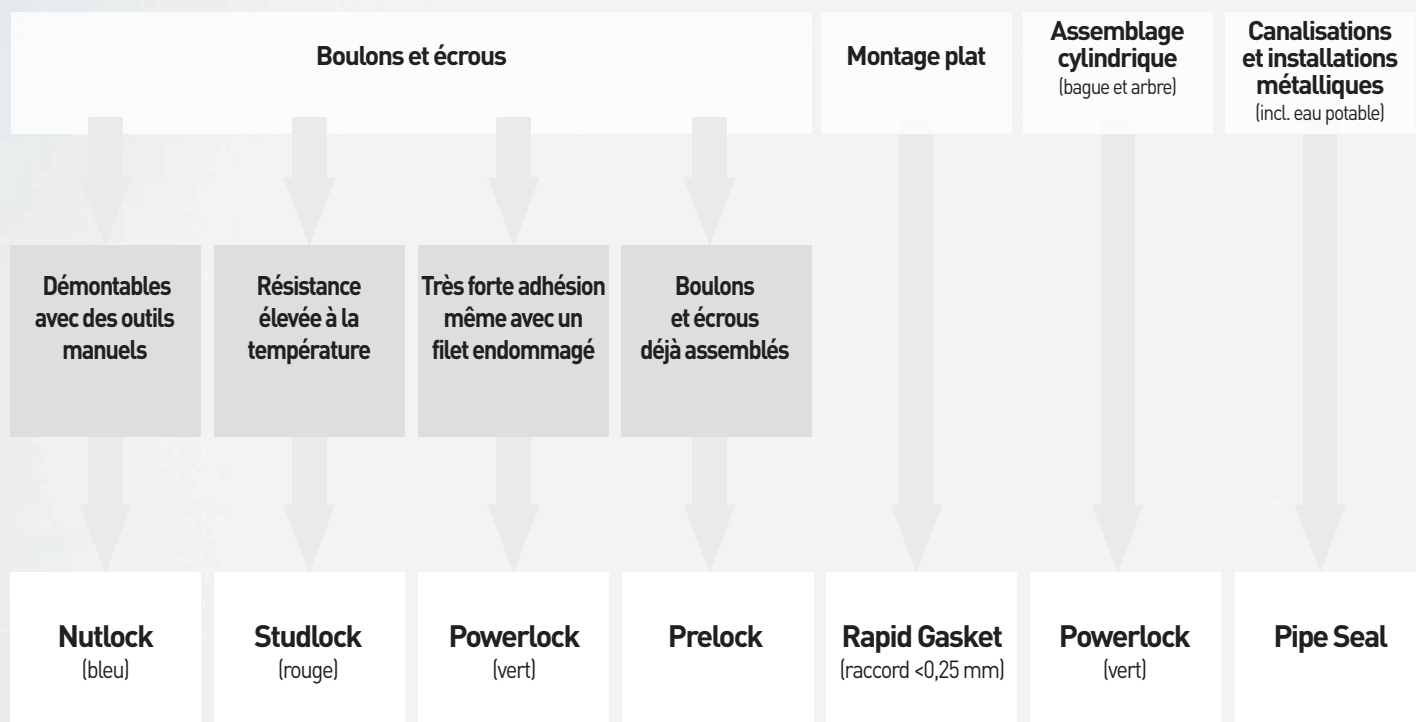 Boulons et écrous
Montage plat
Assemblage
cylindrique
(bague et arbre)
Canalisations
et installations
métalliques
(incl. eau potable)
Démontables
avec des outils
manuels
Résistance
élevée à la
température
Très forte adhésion
même avec un
filet endommagé
Boulons
et écrous
déjà assemblés
Nutlock
(bleu)
Studlock
(rouge)
Powerlock
(vert)
Prelock
Rapid Gasket
(raccord <0,25 mm)
Powerlock
(vert)
Pipe Seal